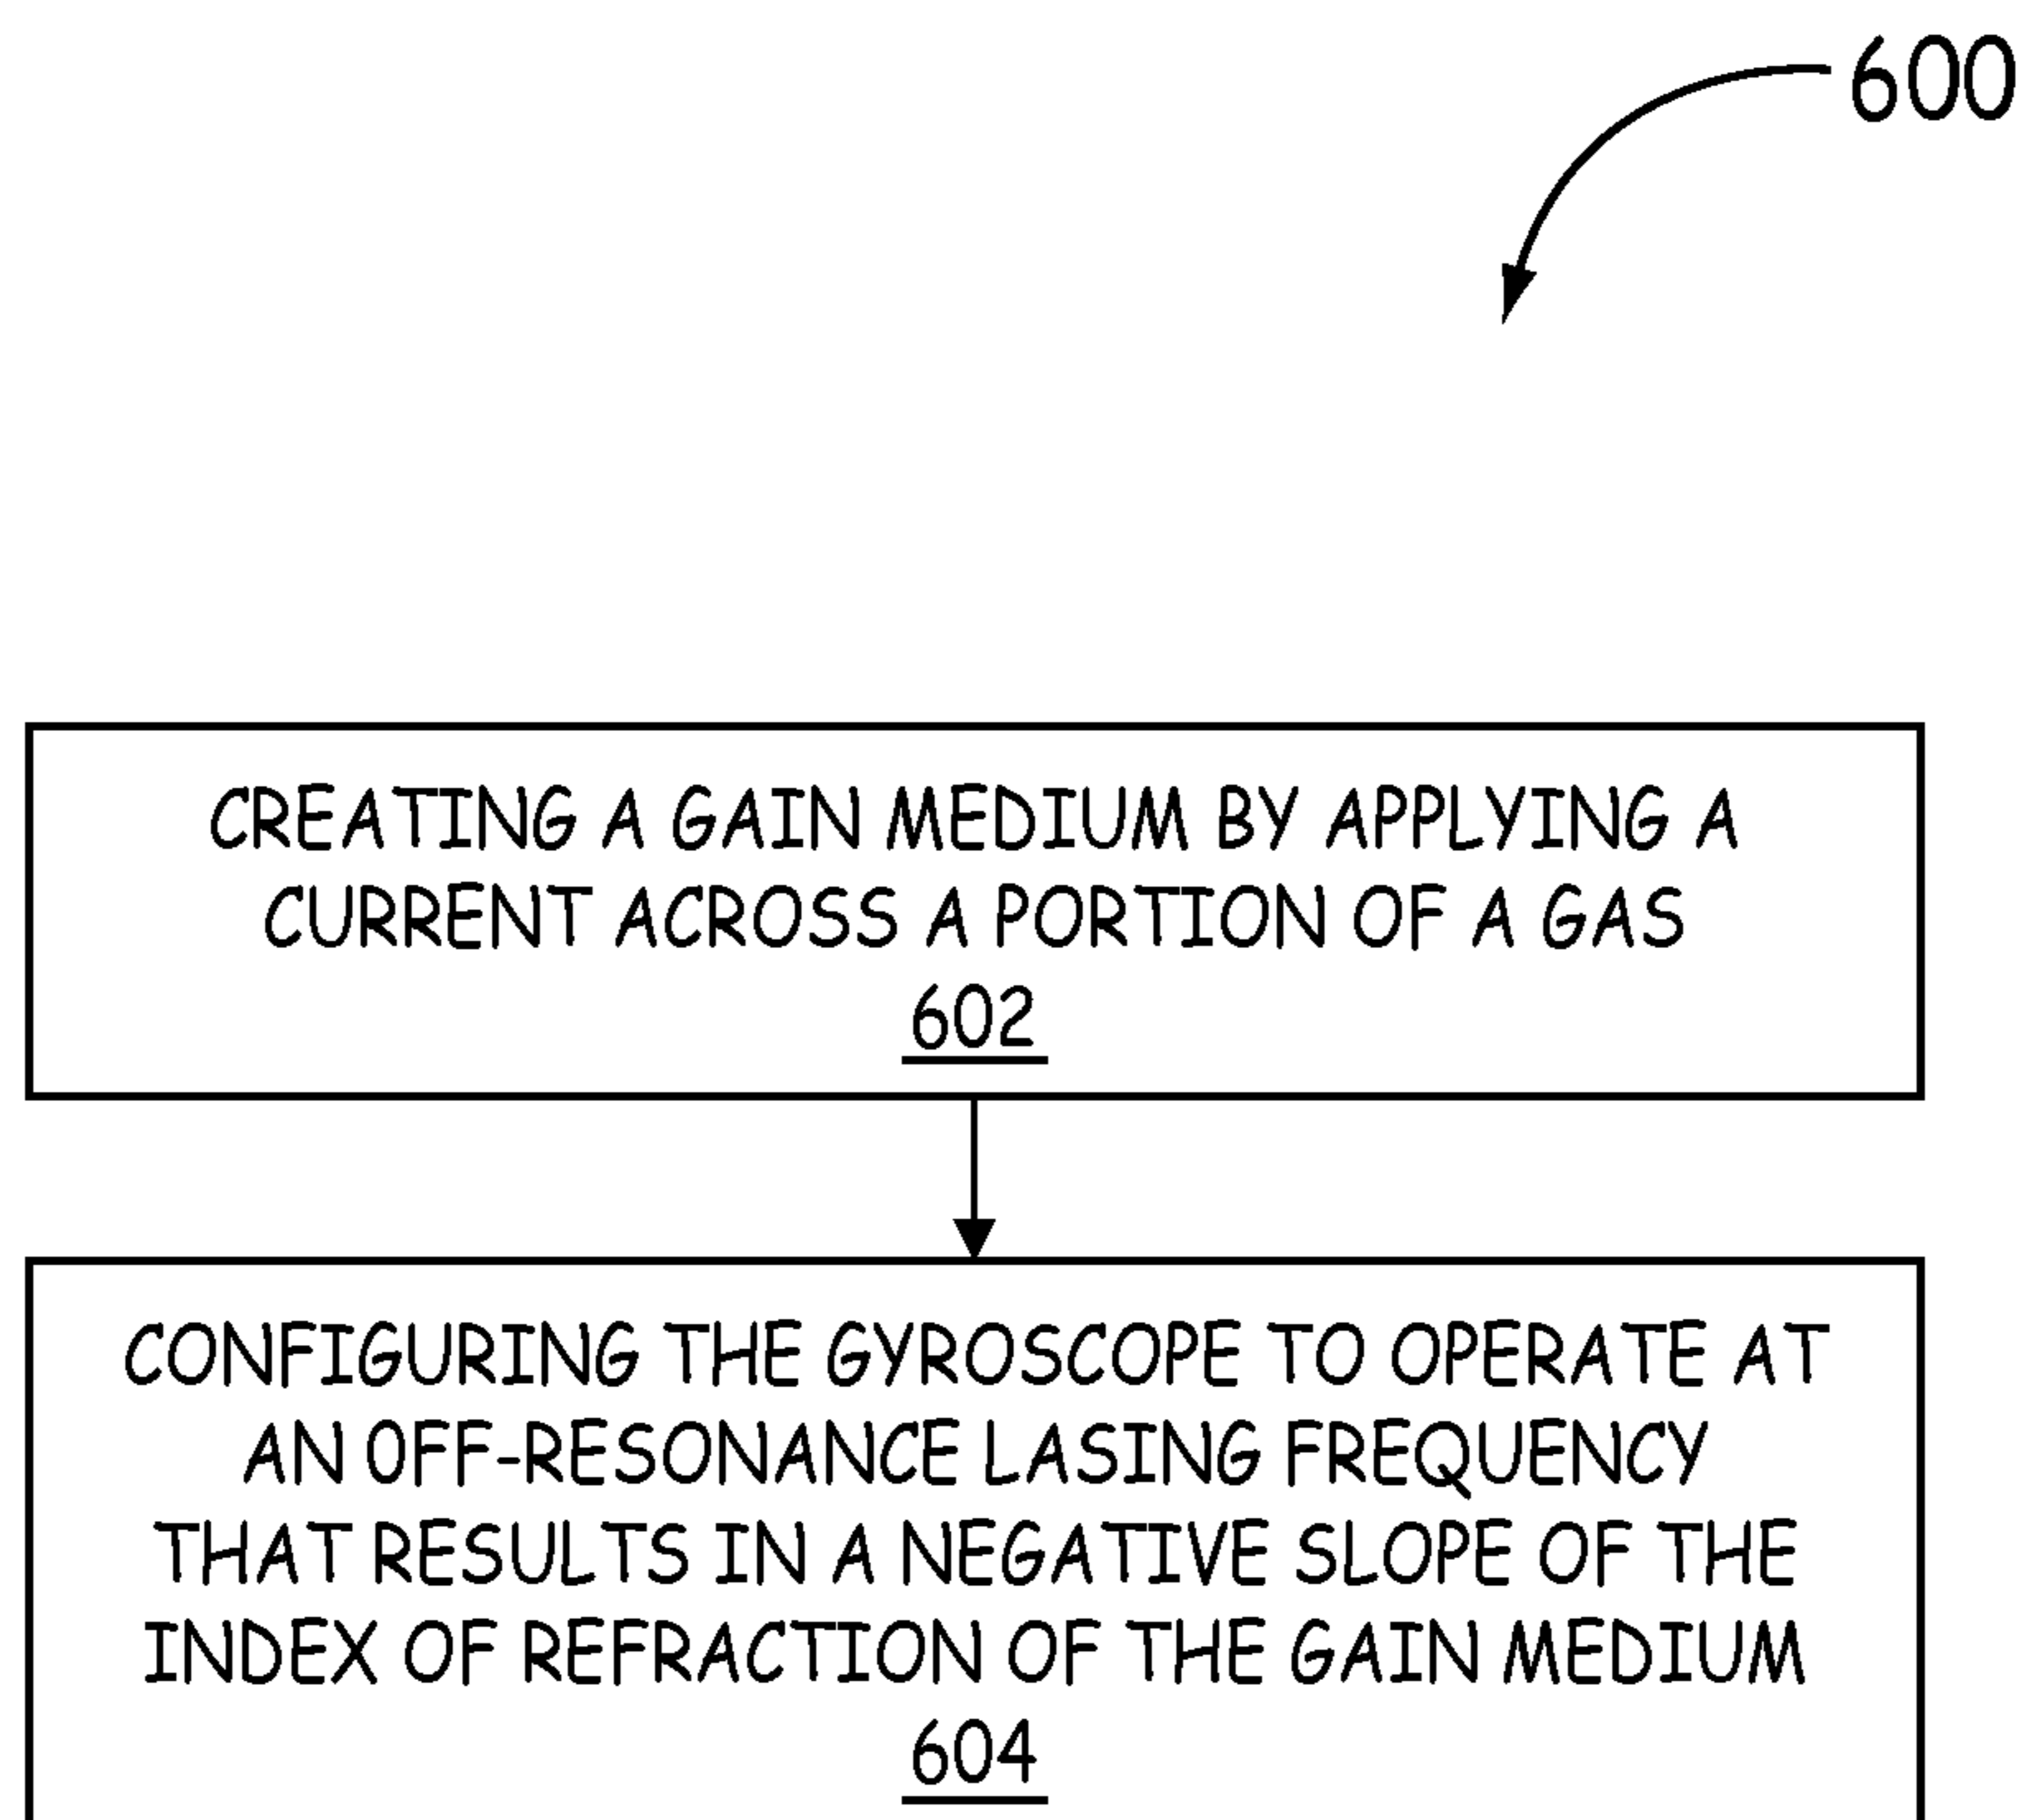 600
CREATING A GAIN MEDIUM BY APPLYING A
CURRENT ACROSS A PORTION OF A GAS
602
CONFIGURING THE GYROSCOPE TO OPERATE AT
AN OFF-RESONANCE LASING FREQUENCY
THAT RESULTS IN A NEGATIVE SLOPE OF THE
INDEX OF REFRACTION OF THE GAIN MEDIUM
604